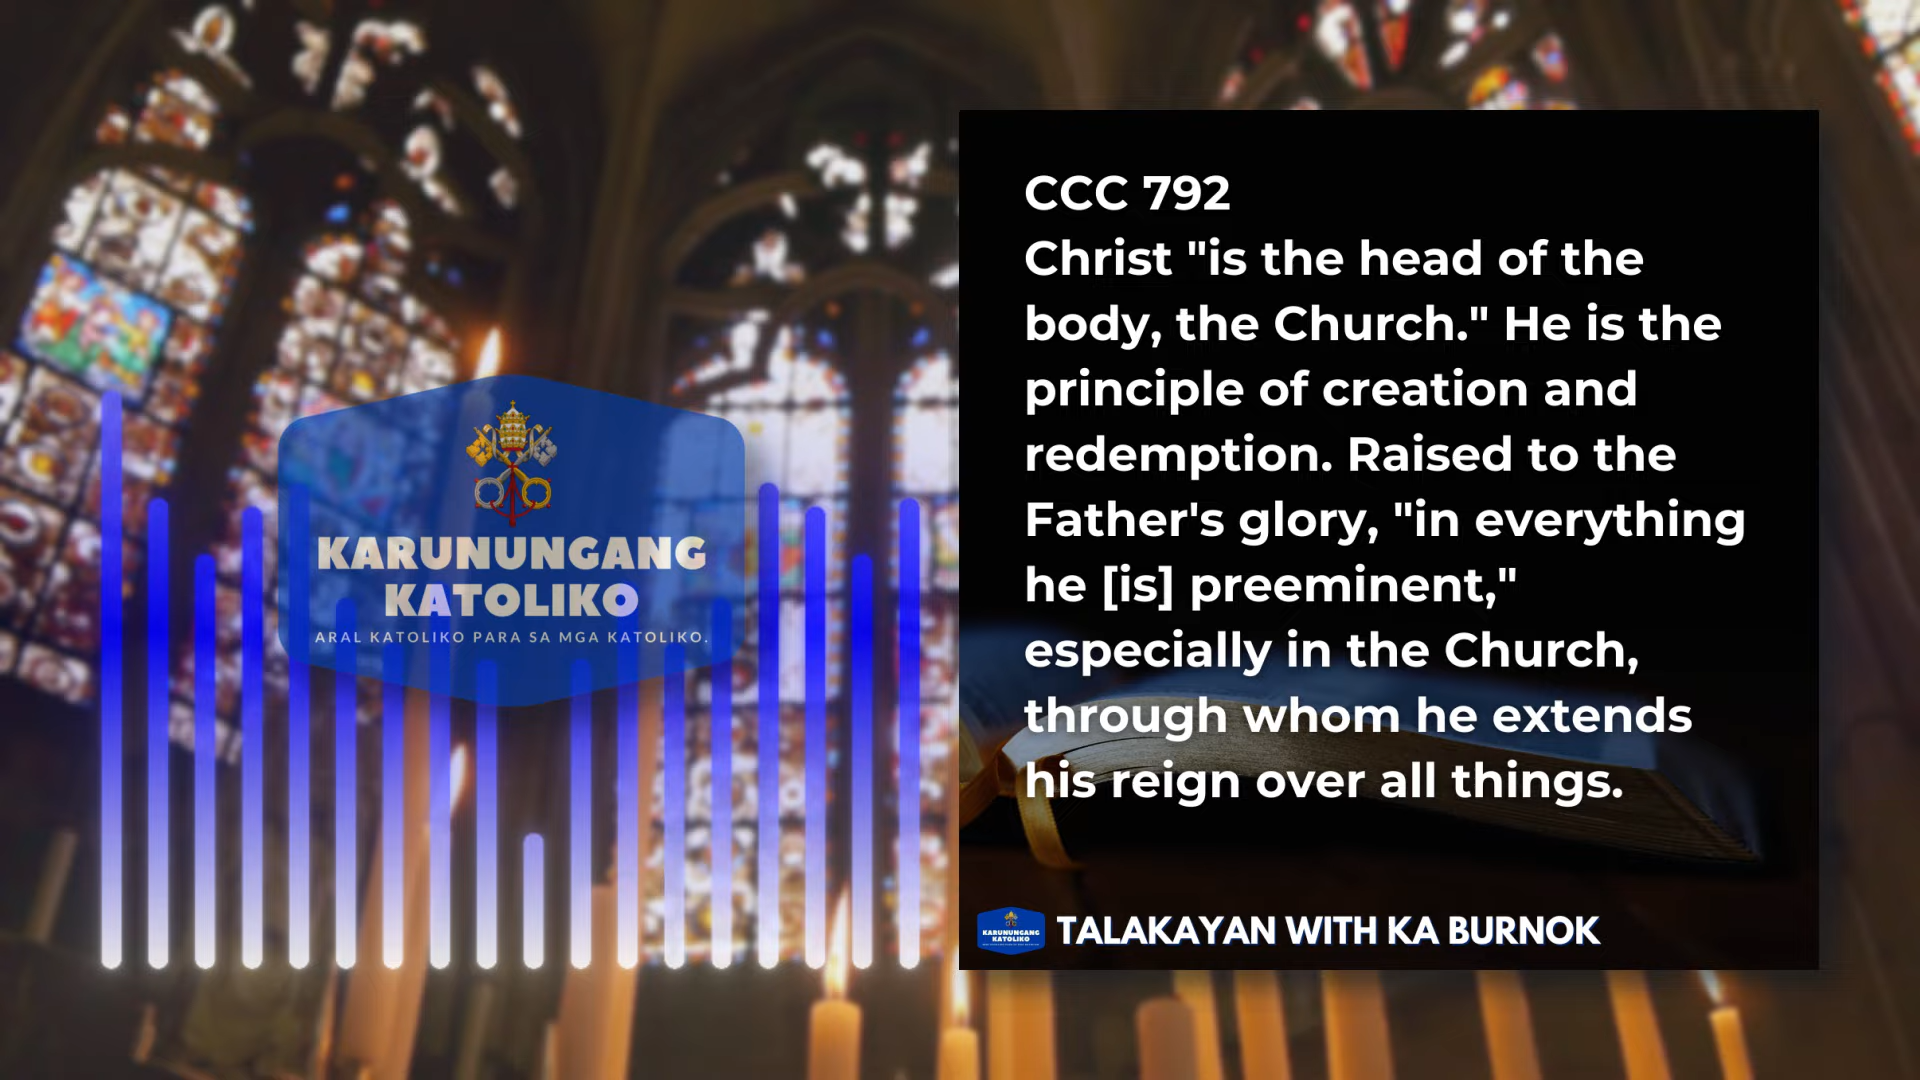 KARUNUNGANG
KATOLIKO
ARAL KATOLIKO PARA SA MGA KATOLIKO.
CCC 792
Christ "is the head of the
body, the Church." He is the
principle of creation and
redemption. Raised to the
Father's glory, "in everything
he [is] preeminent,"
especially in the Church,
through whom he extends
his reign over all things.
KARUNUNGANG
KATOLIKO
TALAKAYAN WITH KA BURNOK